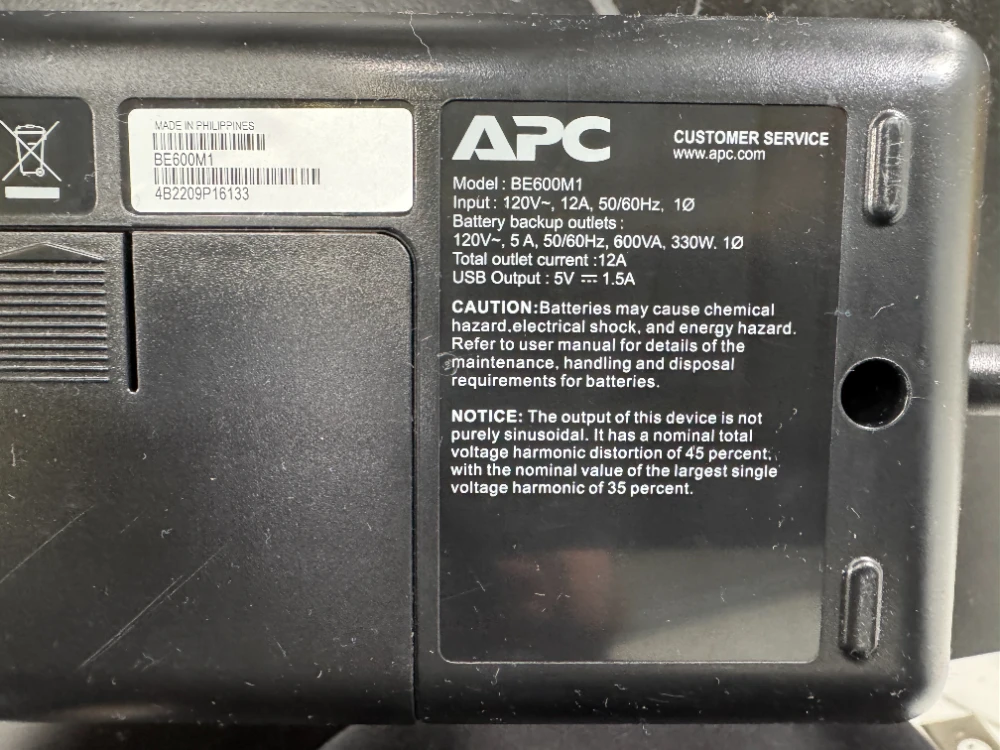 MADE IN PHILIPPINES
BE600M1
4B2209P16133
APC
CUSTOMER SERVICE
www.apc.com
Model : BE600M1
Input : 120V~, 12A, 50/60Hz, 1Ø
Battery backup outlets :
120V~, 5 A, 50/60Hz, 600VA, 330W. 1Ø
Total outlet current :12A
USB Output : 5V ⎓ 1.5A
CAUTION:Batteries may cause chemical
hazard,electrical shock, and energy hazard.
Refer to user manual for details of the
maintenance, handling and disposal
requirements for batteries.
NOTICE: The output of this device is not
purely sinusoidal. It has a nominal total
voltage harmonic distortion of 45 percent,
with the nominal value of the largest single
voltage harmonic of 35 percent.